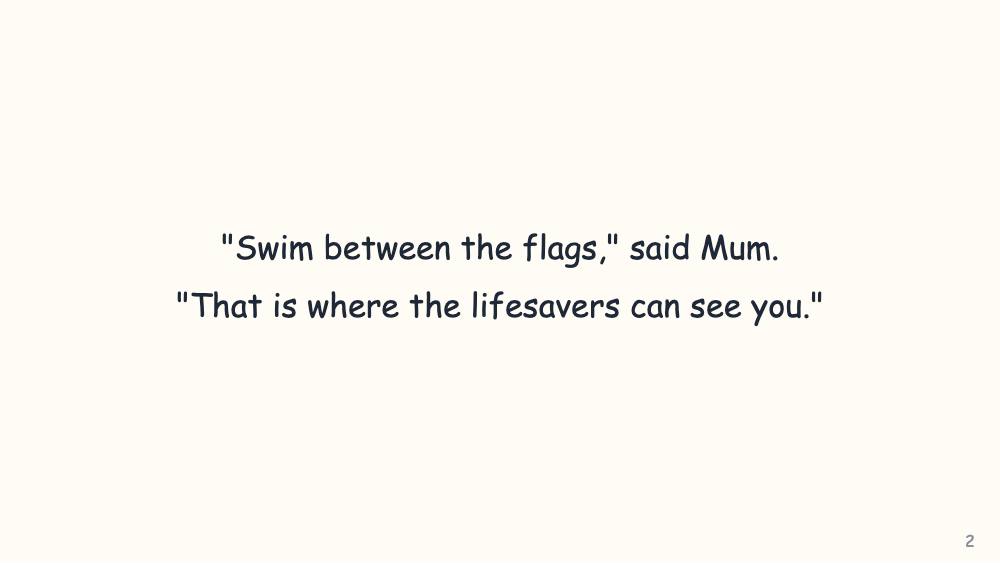 "Swim between the flags," said Mum.
"That is where the lifesavers can see you."
2